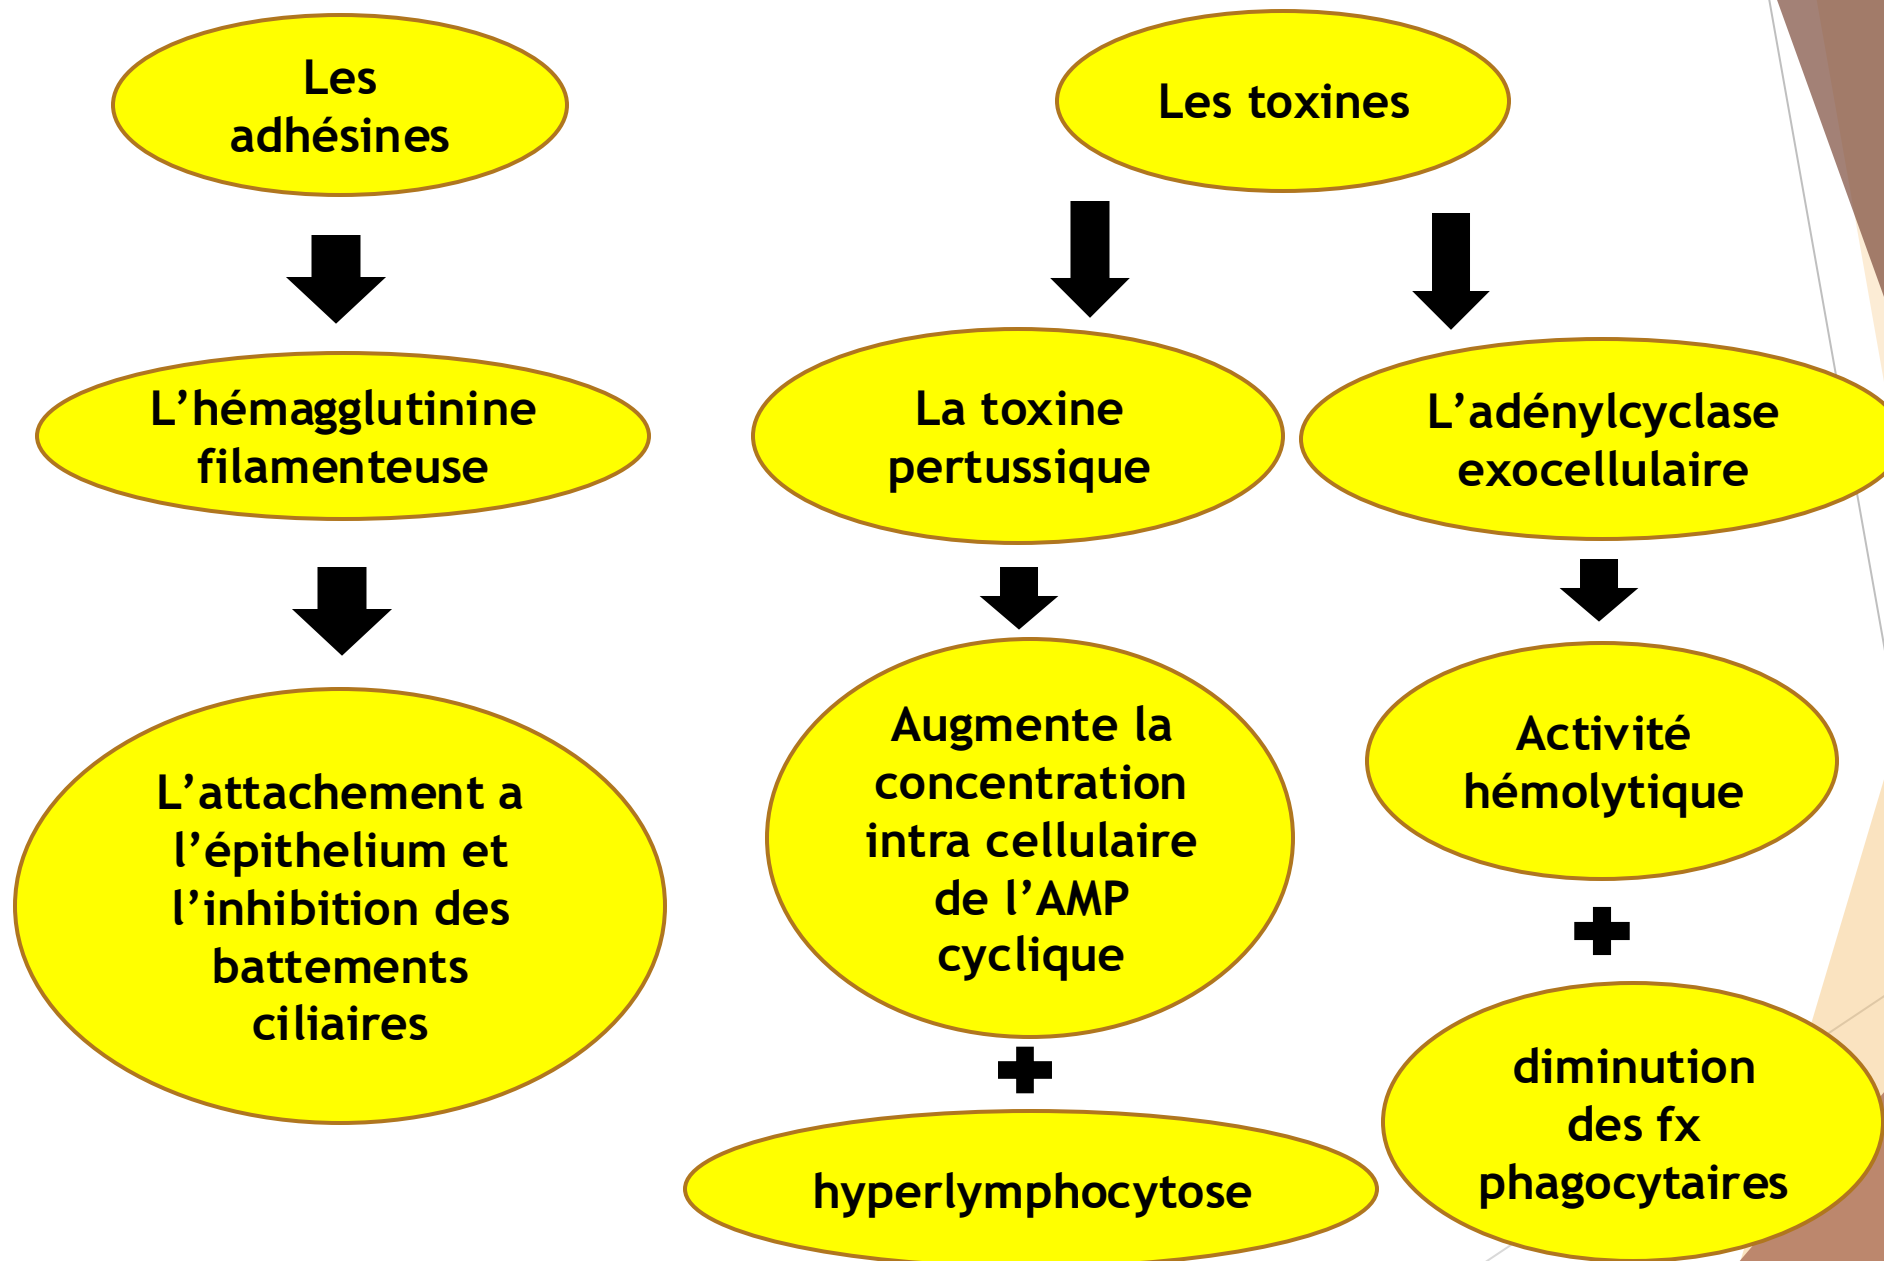 Les
adhésines
Les toxines
L’hémagglutinine
filamenteuse
La toxine
pertussique
L’adénylcyclase
exocellulaire
L’attachement a
l’épithelium et
l’inhibition des
battements
ciliaires
Augmente la
concentration
intra cellulaire
de l’AMP
cyclique
Activité
hémolytique
hyperlymphocytose
diminution
des fx
phagocytaires